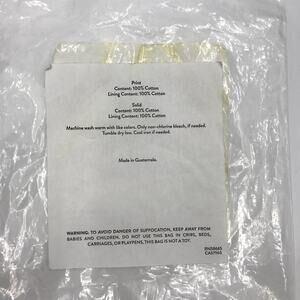 Print
Content: 100% Cotton
Lining Content: 100% Cotton
Solid
Content: 100% Cotton
Lining Content: 100% Cotton
Machine wash warm with like colors. Only non-chlorine bleach, if needed.
Tumble dry low. Cool iron if needed.
Made in Guatemala.
WARNING: TO AVOID DANGER OF SUFFOCATION, KEEP AWAY FROM
BABIES AND CHILDREN. DO NOT USE THIS BAG IN CRIBS, BEDS,
CARRIAGES, OR PLAYPENS. THIS BAG IS NOT A TOY.